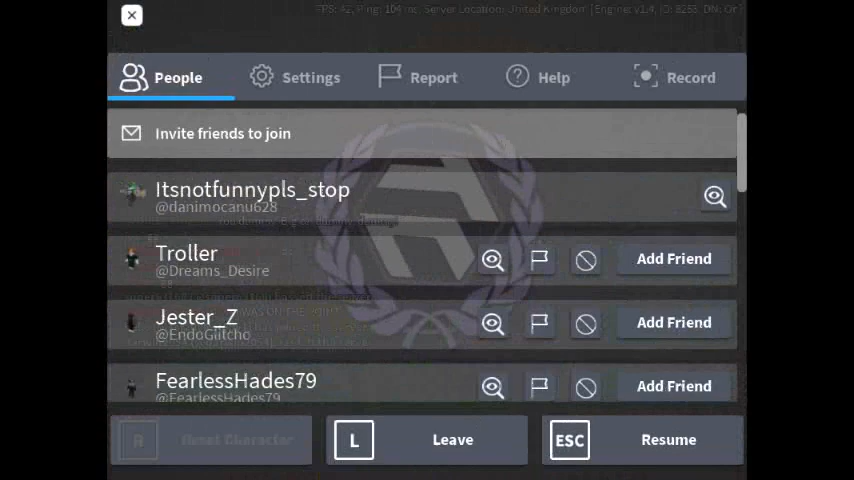 FPS: 42, Ping: 104 ms, Server Location: United Kingdom
People
Settings
Report
Help
Record
Invite friends to join
Itsnotfunnypls_stop
@danimocanu628
Troller
@Dreams_Desire
Add Friend
Jester_Z
@EndoGlitcho
Add Friend
FearlessHades79
@FearlessHades79
Add Friend
R Reset Character
L Leave
ESC Resume